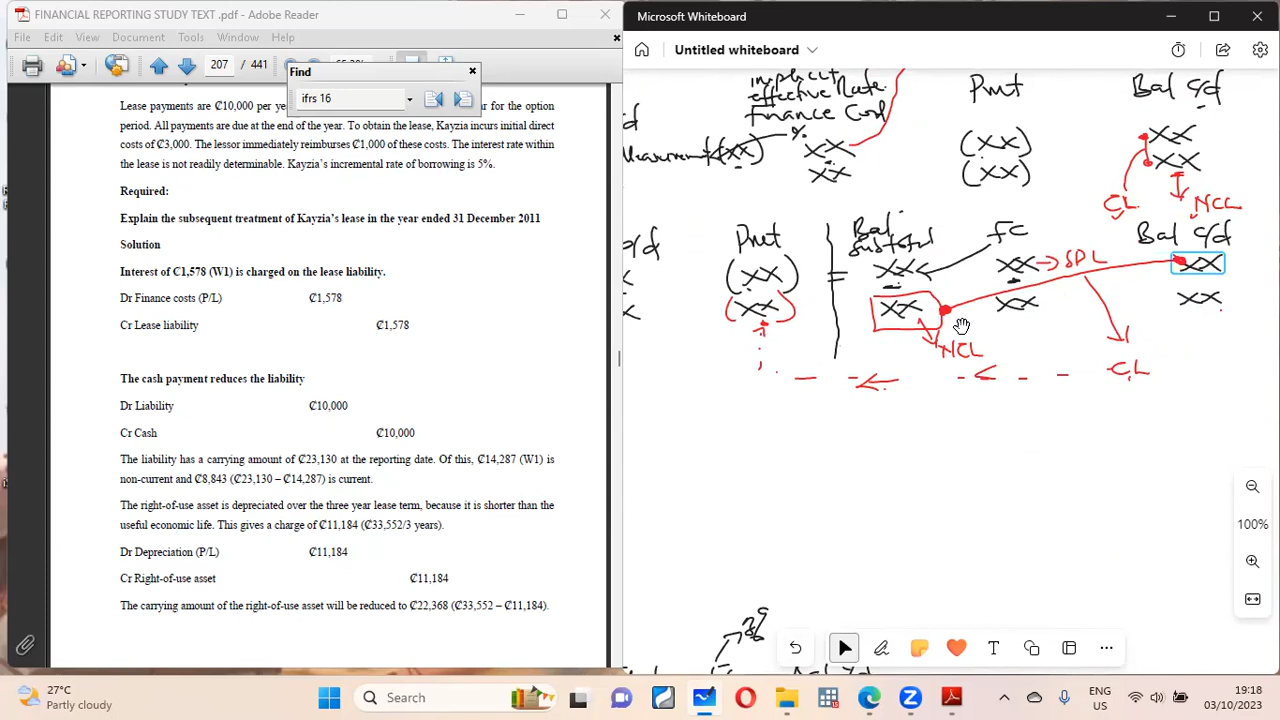 FINANCIAL REPORTING STUDY TEXT .pdf - Adobe Reader
File Edit View Document Tools Window Help
207 / 441
Find
ifrs 16
Lease payments are ₵10,000 per ye
r for the option
period. All payments are due at the end of the year. To obtain the lease, Kayzia incurs initial direct
costs of ₵3,000. The lessor immediately reimburses ₵1,000 of these costs. The interest rate within
the lease is not readily determinable. Kayzia's incremental rate of borrowing is 5%.
Required:
Explain the subsequent treatment of Kayzia's lease in the year ended 31 December 2011
Solution
Interest of ₵1,578 (W1) is charged on the lease liability.
Dr Finance costs (P/L) ₵1,578
Cr Lease liability ₵1,578
The cash payment reduces the liability
Dr Liability ₵10,000
Cr Cash ₵10,000
The liability has a carrying amount of ₵23,130 at the reporting date. Of this, ₵14,287 (W1) is
non-current and ₵8,843 (₵23,130 – ₵14,287) is current.
The right-of-use asset is depreciated over the three year lease term, because it is shorter than the
useful economic life. This gives a charge of ₵11,184 (₵33,552/3 years).
Dr Depreciation (P/L) ₵11,184
Cr Right-of-use asset ₵11,184
The carrying amount of the right-of-use asset will be reduced to ₵22,368 (₵33,552 – ₵11,184).
Microsoft Whiteboard
Untitled whiteboard
implicit
effective Rate
Finance Cost
Pmt
Bal c/d
%
Measurement (xx) xx (xx) xx
xx (xx) xx
CL NCL
b/d Pmt Bal subtotal FC Bal c/d
(xx) xx xx → SPL xx
(xx) xx xx xx
NCL
CL
100%
27°C
Partly cloudy
Search
ENG
US
19:18
03/10/2023